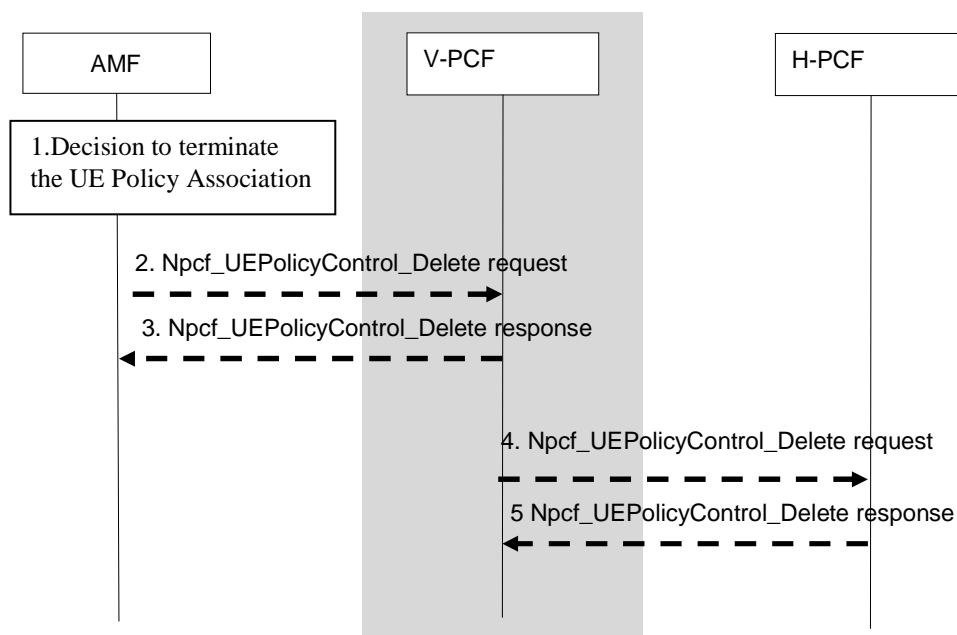 AMF
V-PCF
H-PCF
1.Decision to terminate
the UE Policy Association
2. Npcf_UEPolicyControl_Delete request
3. Npcf_UEPolicyControl_Delete response
4. Npcf_UEPolicyControl_Delete request
5 Npcf_UEPolicyControl_Delete response